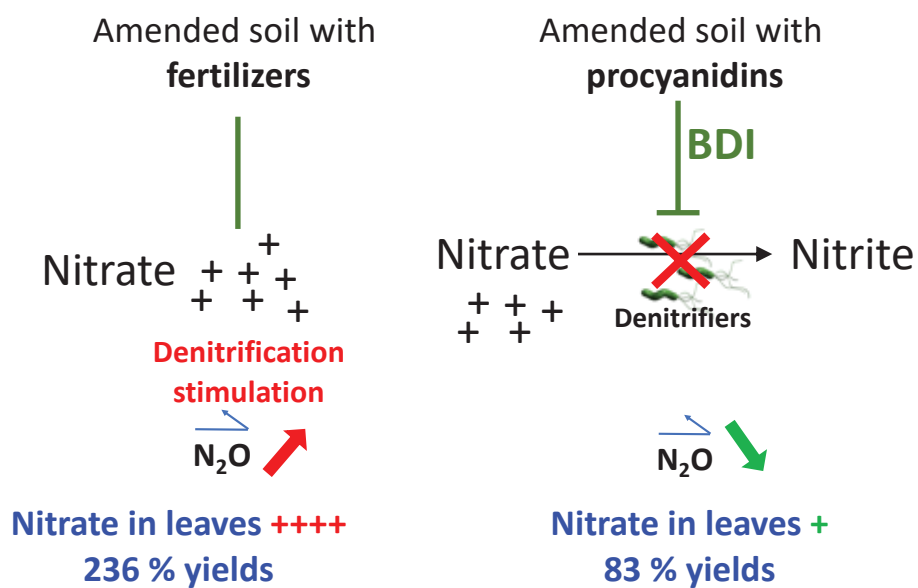 Amended soil with
fertilizers
Nitrate + + + + + + + +
Denitrification
stimulation
N₂O
Nitrate in leaves ++++
236 % yields
Amended soil with
procyanidins
BDI
Nitrate
Nitrite
+ + + + +
Denitrifiers
N₂O
Nitrate in leaves +
83 % yields